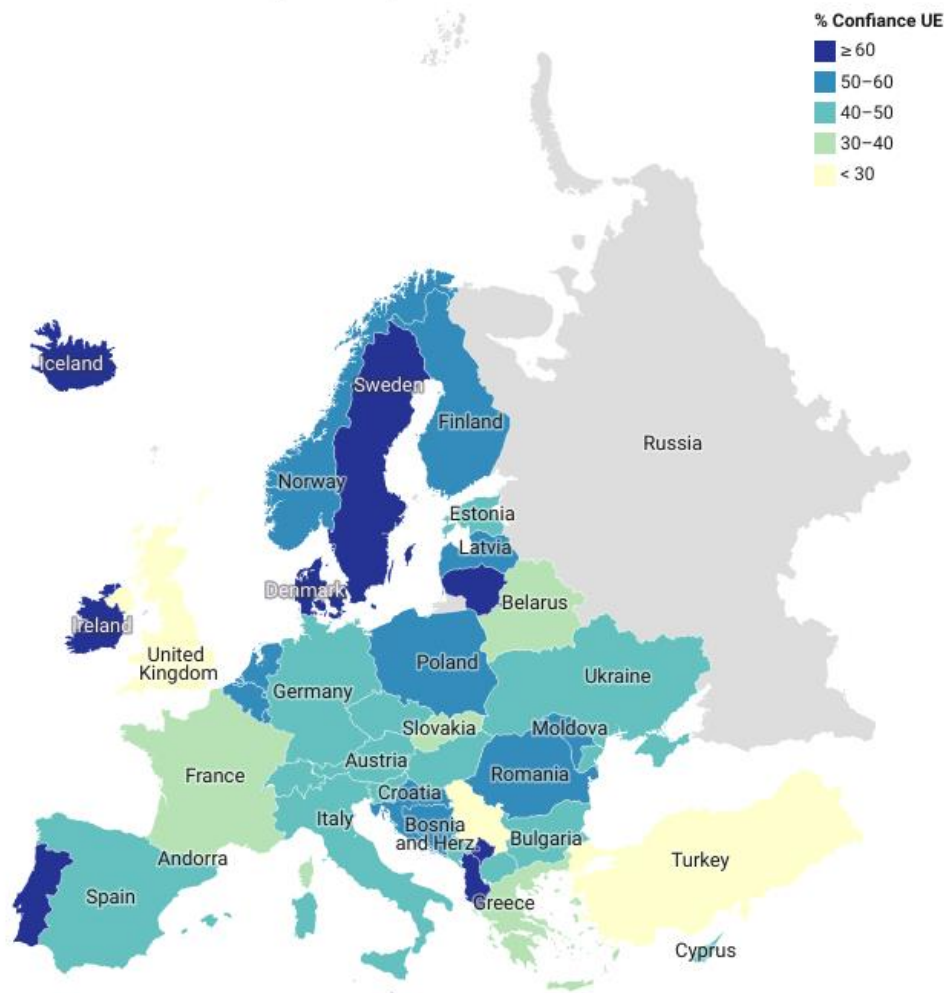 % Confiance UE
≥ 60
50–60
40–50
30–40
< 30
Iceland
Sweden
Finland
Russia
Norway
Estonia
Latvia
Denmark
Belarus
Ireland
United
Kingdom
Poland
Ukraine
Germany
Slovakia
Moldova
Austria
France
Romania
Croatia
Italy
Bosnia
and Herz.
Bulgaria
Andorra
Turkey
Spain
Greece
Cyprus